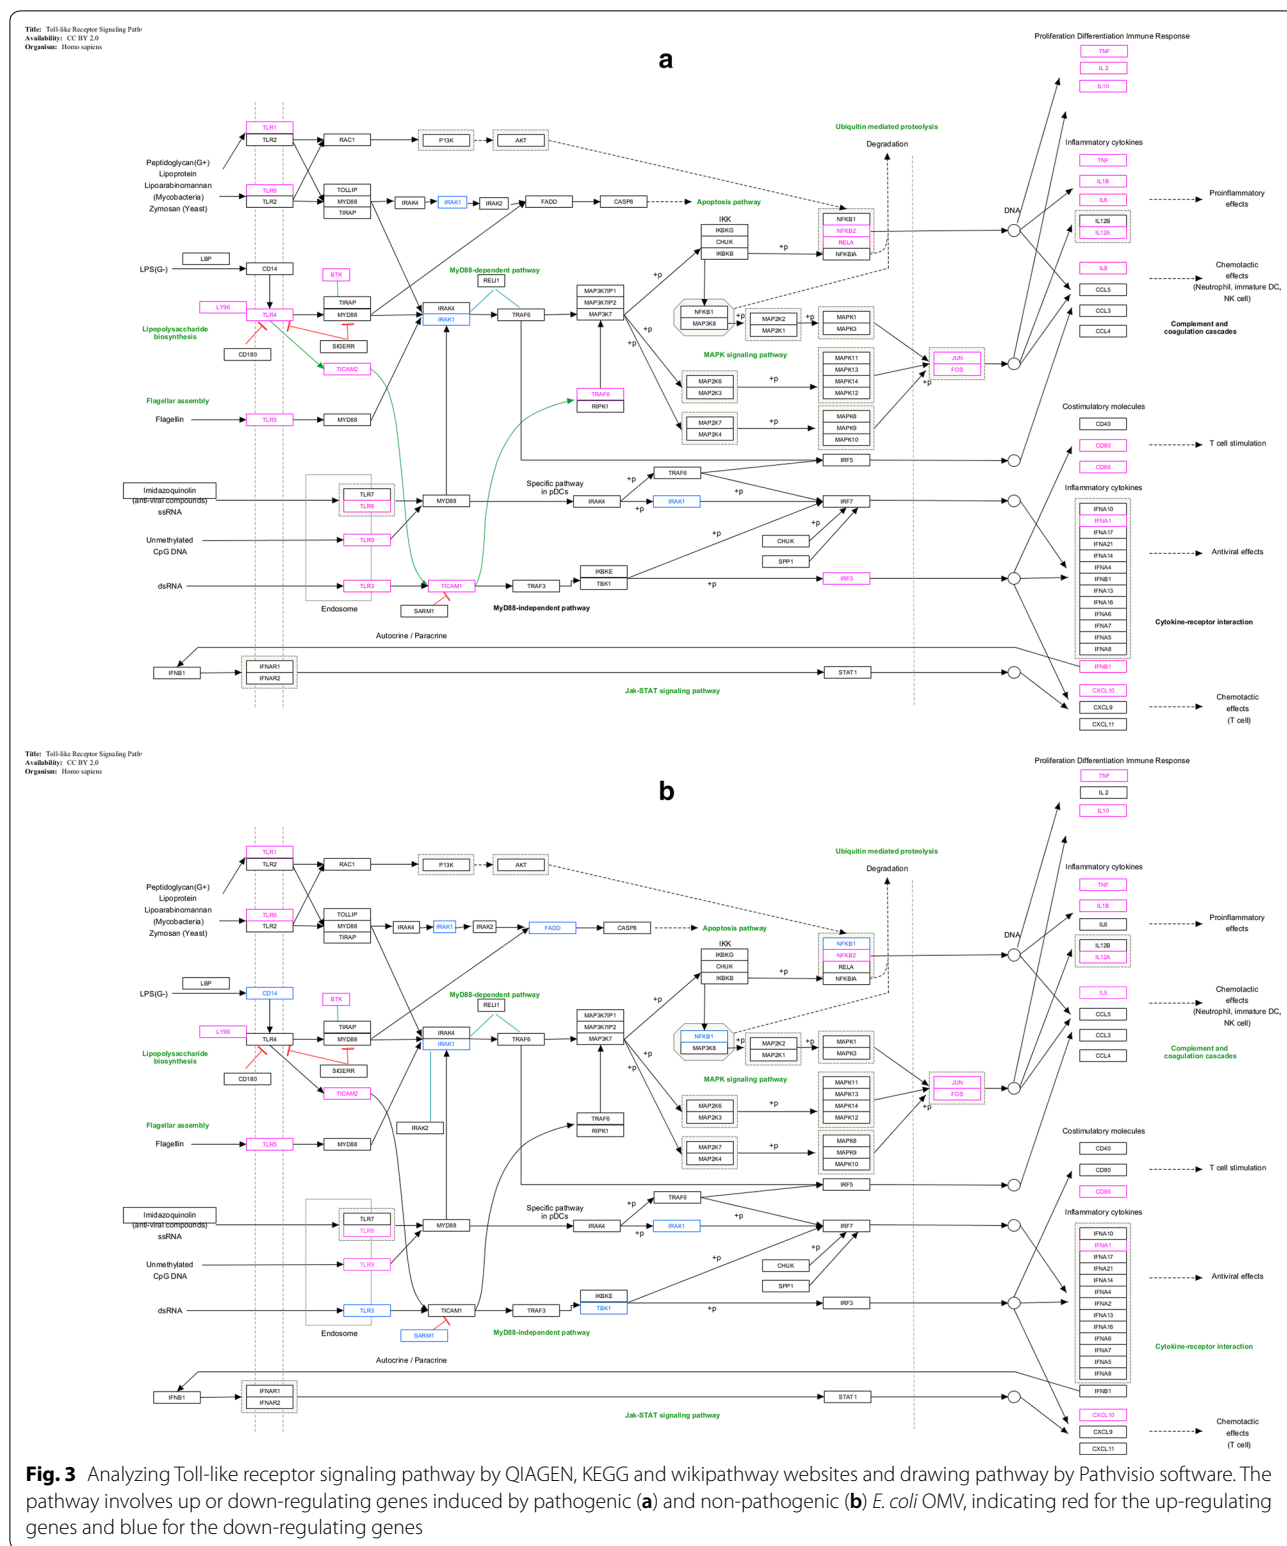 Title: Toll-like Receptor Signaling Pathw
Availability: CC BY 2.0
Organism: Homo sapiens
a
Proliferation Differentiation Immune Response
TNF
IL 2
IL10
TLR1
TLR2
RAC1
P13K
AKT
Ubiquitin mediated proteolysis
Degradation
Inflammatory cytokines
TNF
Peptidoglycan(G+)
Lipoprotein
Lipoarabinomannan
(Mycobacteria)
Zymosan (Yeast)
TLR6
TLR2
TOLLIP
MYD88
TIRAP
IRAK4
IRAK1
IRAK2
FADD
CASP8
Apoptosis pathway
IKK
IKBKG
CHUK
IKBKB
+p
NFKB1
NFKB2
RELA
NFKBIA
DNA
IL1B
IL6
IL12B
IL12A
Proinflammatory
effects
LPS(G-)
LBP
CD14
BTK
MyD88-dependent pathway
RELI1
+p
IL8
CCL5
CCL3
CCL4
Chemotactic
effects
(Neutrophil, immature DC,
NK cell)
LY96
TLR4
TIRAP
MYD88
IRAK4
IRAK1
TRAF6
MAP3K7IP1
MAP3K7IP2
MAP3K7
NFKB1
MAP3K8
+p
MAP2K2
MAP2K1
+p
MAPK1
MAPK3
Complement and
coagulation cascades
Lipopolysaccharide
biosynthesis
CD180
SIGERR
+p
TICAM2
MAPK signaling pathway
MAPK11
MAPK13
MAPK14
MAPK12
JUN
FOS
+p
MAP2K6
MAP2K3
+p
Flagellar assembly
Flagellin
TLR5
MYD88
TRAF6
RIPK1
+p
MAP2K7
MAP2K4
+p
MAPK8
MAPK9
MAPK10
Costimulatory molecules
CD40
CD80
CD86
T cell stimulation
IRF5
Imidazoquinolin
(anti-viral compounds)
ssRNA
TLR7
TLR8
MYD88
Specific pathway
in pDCs
IRAK4
+p
+p
TRAF6
IRAK1
+p
IRF7
Inflammatory cytokines
IFNA10
IFNA1
IFNA17
IFNA21
IFNA14
IFNA4
IFNB1
IFNA13
IFNA16
IFNA6
IFNA7
IFNA5
IFNA8
IFNB1
Antiviral effects
Unmethylated
CpG DNA
TLR9
+p
CHUK
SPP1
dsRNA
TLR3
TICAM1
TRAF3
IKBKE
TBK1
+p
IRF3
Endosome
SARM1
MyD88-independent pathway
Cytokine-receptor interaction
Autocrine / Paracrine
IFNB1
IFNAR1
IFNAR2
STAT1
Jak-STAT signaling pathway
CXCL10
CXCL9
CXCL11
Chemotactic
effects
(T cell)
Title: Toll-like Receptor Signaling Pathw
Availability: CC BY 2.0
Organism: Homo sapiens
b
Proliferation Differentiation Immune Response
TNF
IL 2
IL10
TLR1
TLR2
RAC1
P13K
AKT
Ubiquitin mediated proteolysis
Degradation
Inflammatory cytokines
TNF
Peptidoglycan(G+)
Lipoprotein
Lipoarabinomannan
(Mycobacteria)
Zymosan (Yeast)
TLR6
TLR2
TOLLIP
MYD88
TIRAP
IRAK4
IRAK1
IRAK2
FADD
CASP8
Apoptosis pathway
IKK
IKBKG
CHUK
IKBKB
+p
NFKB1
NFKB2
RELA
NFKBIA
DNA
IL1B
IL6
IL12B
IL12A
Proinflammatory
effects
LPS(G-)
LBP
CD14
BTK
MyD88-dependent pathway
RELI1
+p
IL8
CCL5
CCL3
CCL4
Chemotactic
effects
(Neutrophil, immature DC,
NK cell)
LY96
TLR4
TIRAP
MYD88
IRAK4
IRAK1
TRAF6
MAP3K7IP1
MAP3K7IP2
MAP3K7
NFKB1
MAP3K8
+p
MAP2K2
MAP2K1
+p
MAPK1
MAPK3
Complement and
coagulation cascades
Lipopolysaccharide
biosynthesis
CD180
SIGERR
+p
TICAM2
MAPK signaling pathway
MAPK11
MAPK13
MAPK14
MAPK12
JUN
FOS
+p
MAP2K6
MAP2K3
+p
Flagellar assembly
Flagellin
TLR5
MYD88
IRAK2
TRAF6
RIPK1
+p
MAP2K7
MAP2K4
+p
MAPK8
MAPK9
MAPK10
Costimulatory molecules
CD40
CD80
CD86
T cell stimulation
IRF5
Imidazoquinolin
(anti-viral compounds)
ssRNA
TLR7
TLR8
MYD88
Specific pathway
in pDCs
IRAK4
+p
+p
TRAF6
IRAK1
+p
IRF7
Inflammatory cytokines
IFNA10
IFNA1
IFNA17
IFNA21
IFNA14
IFNA4
IFNA2
IFNA13
IFNA16
IFNA6
IFNA7
IFNA5
IFNA8
IFNB1
Antiviral effects
Unmethylated
CpG DNA
TLR9
+p
CHUK
SPP1
dsRNA
TLR3
TICAM1
TRAF3
IKBKE
TBK1
+p
IRF3
Endosome
SARM1
MyD88-independent pathway
Cytokine-receptor interaction
Autocrine / Paracrine
IFNB1
IFNAR1
IFNAR2
STAT1
Jak-STAT signaling pathway
CXCL10
CXCL9
CXCL11
Chemotactic
effects
(T cell)
Fig. 3 Analyzing Toll-like receptor signaling pathway by QIAGEN, KEGG and wikipathway websites and drawing pathway by Pathvisio software. The
pathway involves up or down-regulating genes induced by pathogenic (a) and non-pathogenic (b) E. coli OMV, indicating red for the up-regulating
genes and blue for the down-regulating genes